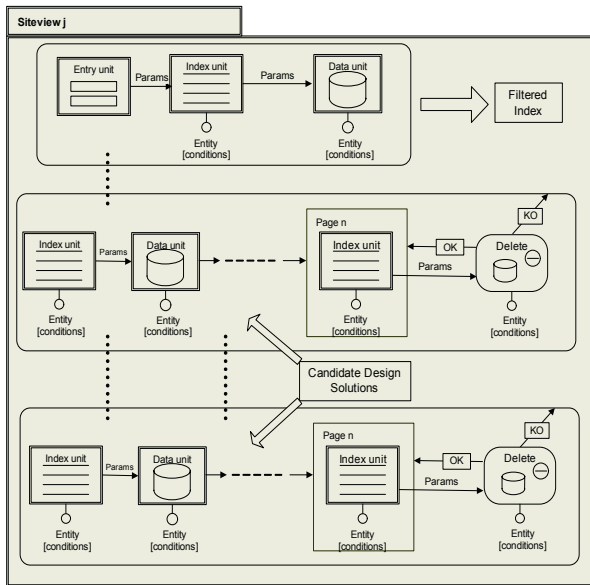 Siteview j
Entry unit
Params
Index unit
Params
Data unit
Entity
[conditions]
Entity
[conditions]
Filtered
Index
Index unit
Params
Data unit
Page n
Index unit
OK
KO
Delete
Params
Entity
[conditions]
Entity
[conditions]
Entity
[conditions]
Entity
[conditions]
Candidate Design
Solutions
Index unit
Params
Data unit
Page n
Index unit
OK
KO
Delete
Params
Entity
[conditions]
Entity
[conditions]
Entity
[conditions]
Entity
[conditions]